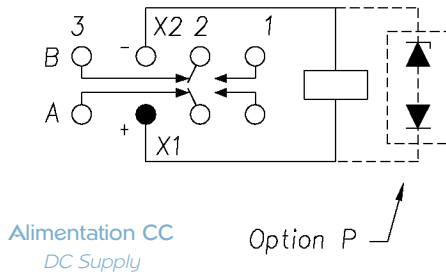 3 X2 2 1
B -
A +
X1
Alimentation CC
DC Supply
Option P